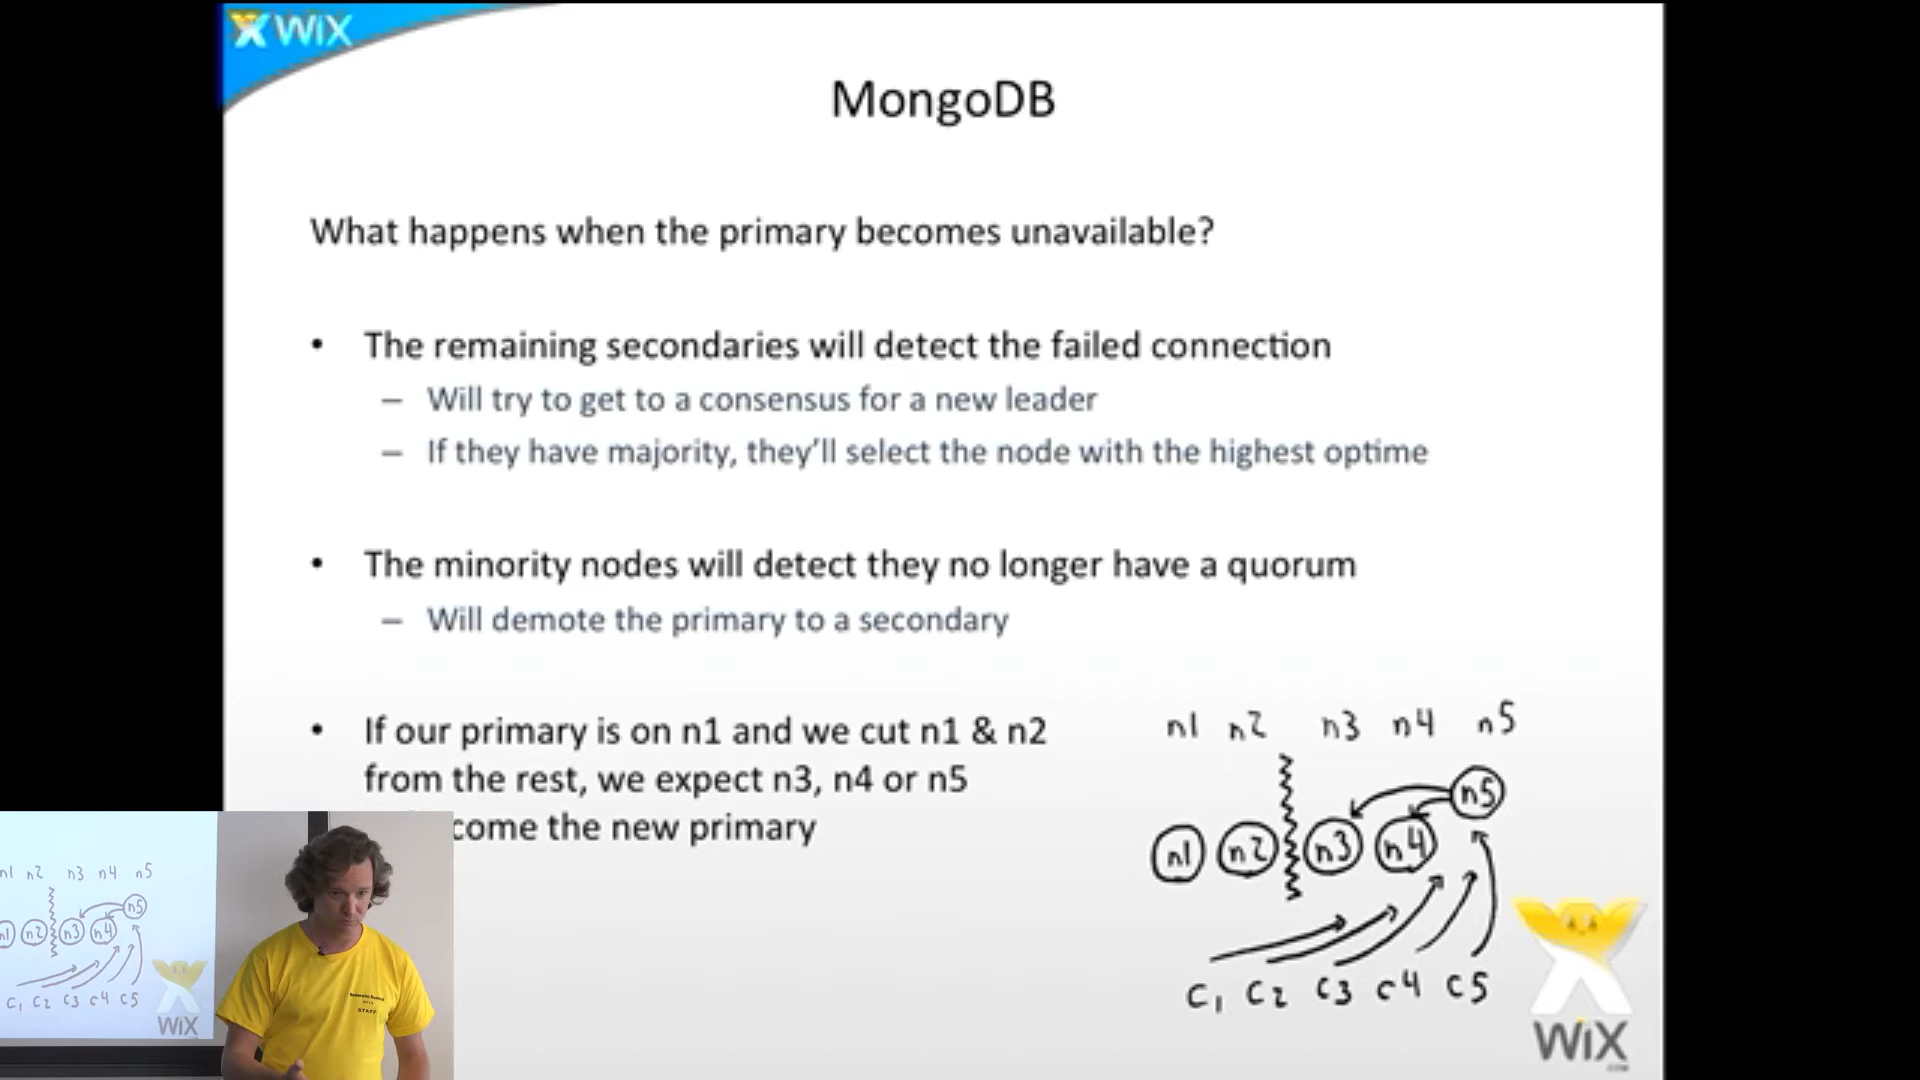 WiX
MongoDB
What happens when the primary becomes unavailable?
• The remaining secondaries will detect the failed connection
– Will try to get to a consensus for a new leader
– If they have majority, they'll select the node with the highest optime
• The minority nodes will detect they no longer have a quorum
– Will demote the primary to a secondary
• If our primary is on n1 and we cut n1 & n2
from the rest, we expect n3, n4 or n5
come the new primary
n1 n2 n3 n4 n5
n5
n1 n2 n3 n4
C1 C2 C3 C4 C5
WiX
n1 n2 n3 n4 n5
n5
n1 n2 n3 n4
C1 C2 C3 C4 C5
WiX
STAFF